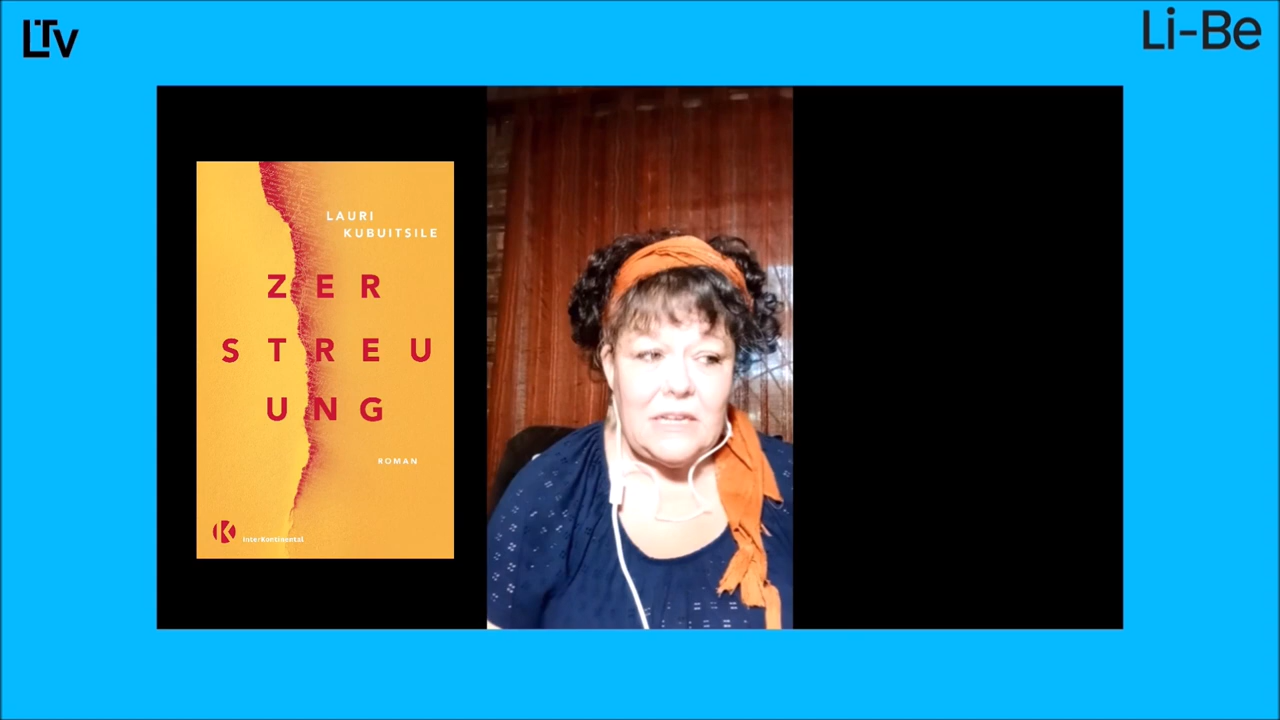 LTv
Li-Be
LAURI
KUBUITSILE
ZER
STREU
UNG
ROMAN
InterKontinental